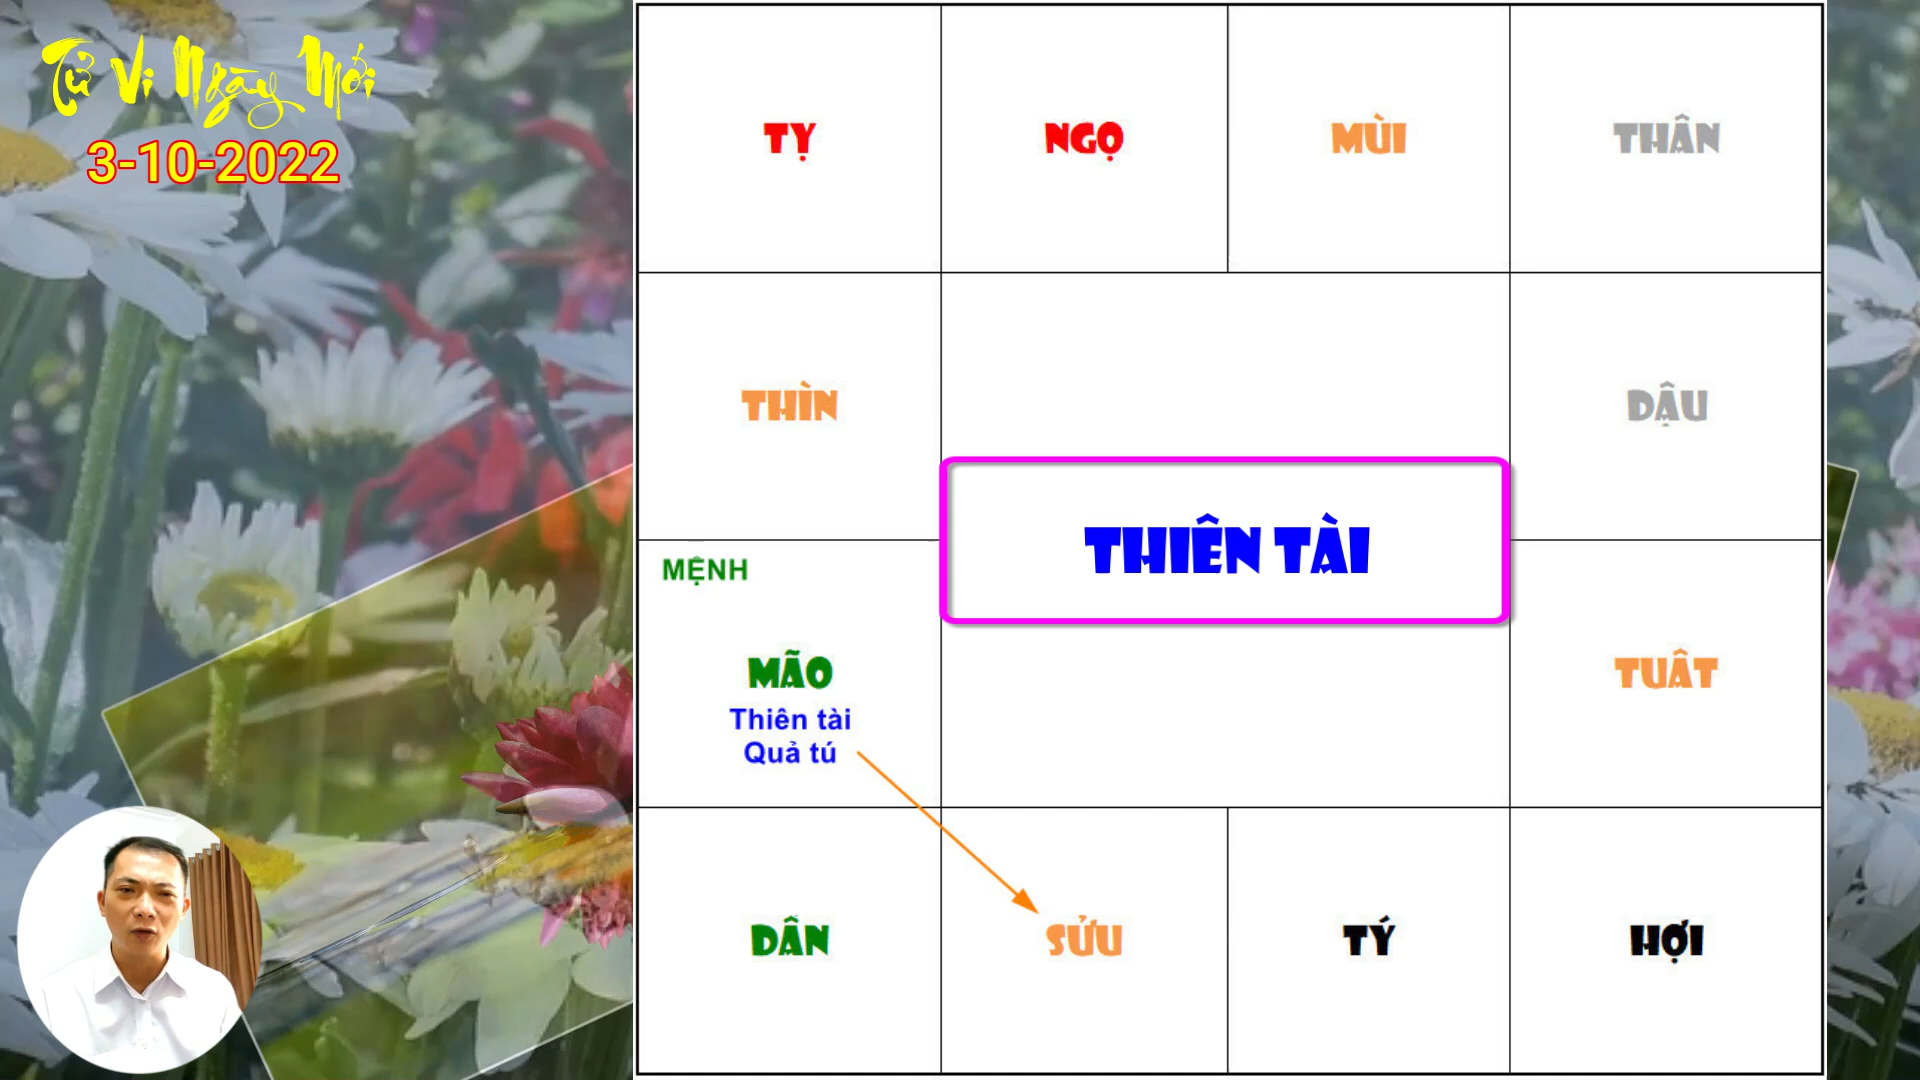 Tử Vi Ngày Mới
3-10-2022
TỴ
NGỌ
MÙI
THÂN
THÌN
DẬU
THIÊN TÀI
MỆNH
MÃO
Thiên tài
Quả tú
TUẤT
DẦN
SỬU
TÝ
HỢI